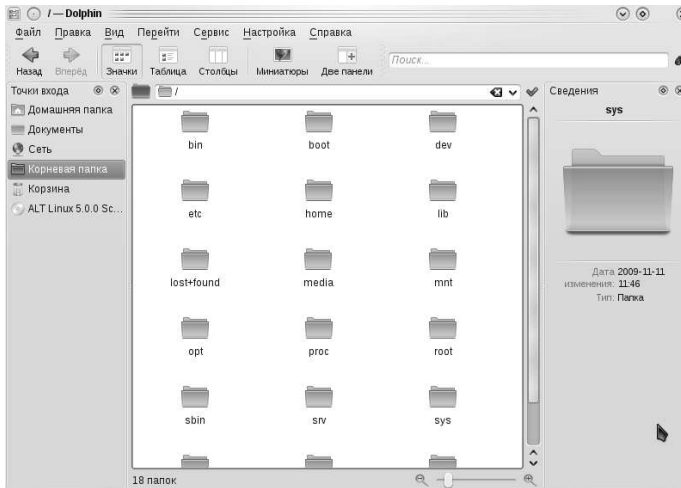 / — Dolphin
Файл Правка Вид Перейти Сервис Настройка Справка
Назад Вперёд Значки Таблица Столбцы Миниатюры Две панели Поиск...
Точки входа
Домашняя папка
Документы
Сеть
Корневая папка
Корзина
ALT Linux 5.0.0 Sc...
/
bin boot dev
etc home lib
lost+found media mnt
opt proc root
sbin srv sys
18 папок
Сведения
sys
Дата изменения: 2009-11-11 11:46
Тип: Папка